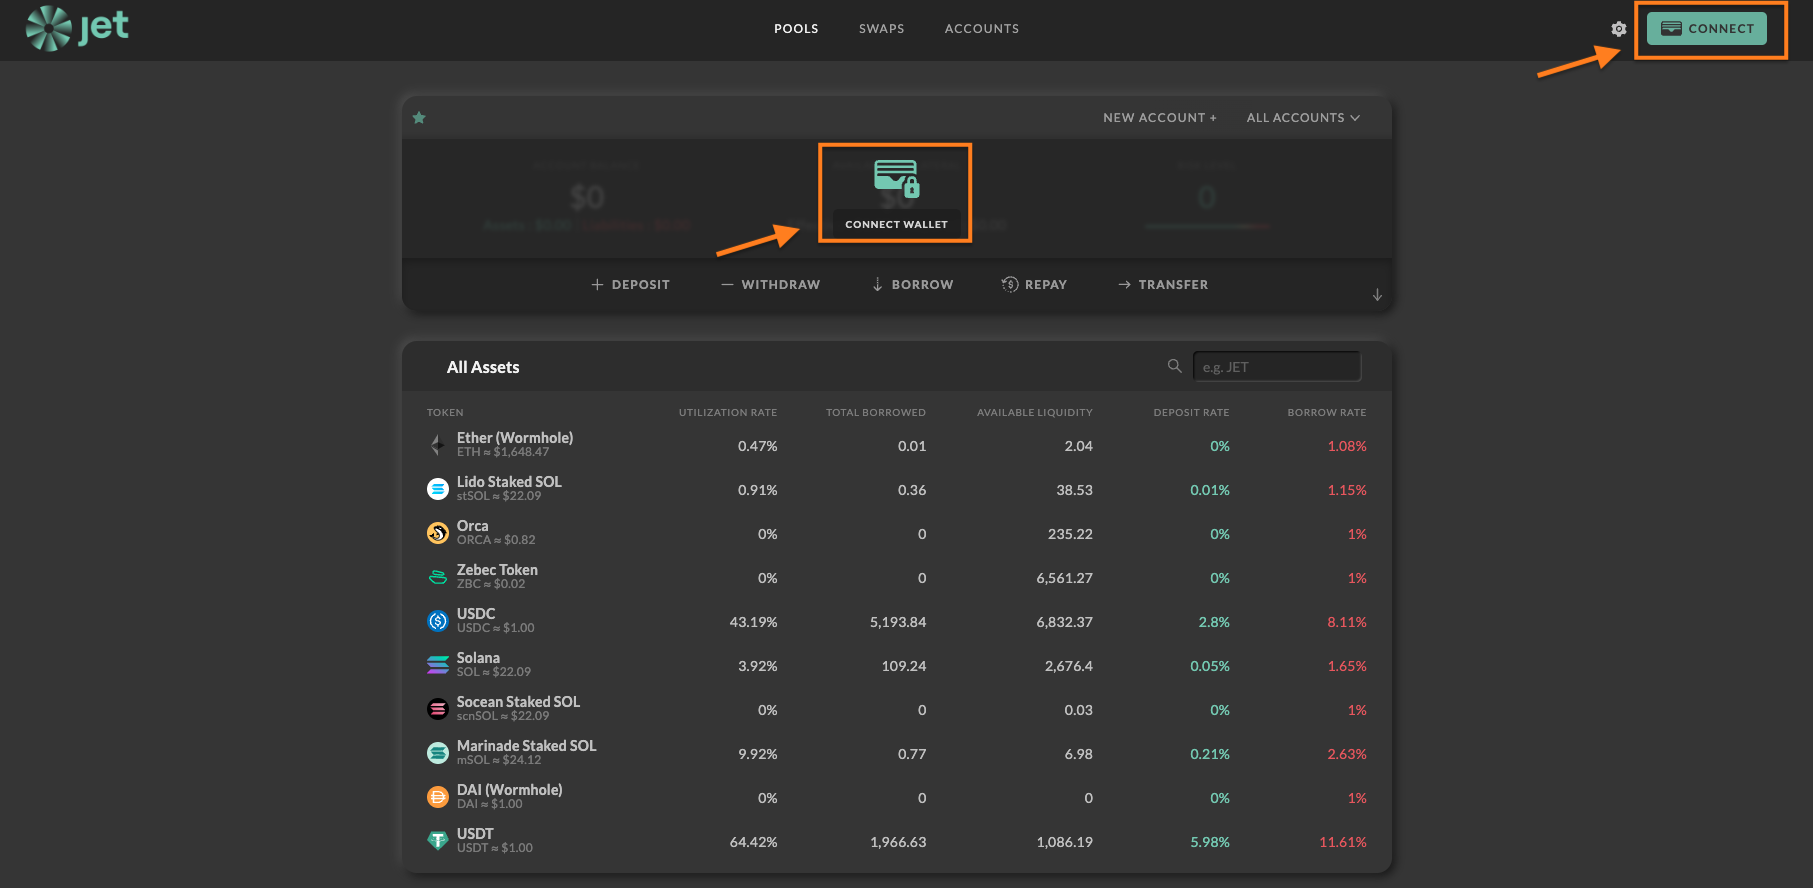 jet
POOLS SWAPS ACCOUNTS CONNECT
NEW ACCOUNT + ALL ACCOUNTS
$0 $0 0
CONNECT WALLET
DEPOSIT WITHDRAW BORROW REPAY TRANSFER
All Assets e.g. JET
TOKEN UTILIZATION RATE TOTAL BORROWED AVAILABLE LIQUIDITY DEPOSIT RATE BORROW RATE
Ether (Wormhole)
ETH ≈ $1,648.47
0.47% 0.01 2.04 0% 1.08%
Lido Staked SOL
stSOL ≈ $22.09
0.91% 0.36 38.53 0.01% 1.15%
Orca
ORCA ≈ $0.82
0% 0 235.22 0% 1%
Zebec Token
ZBC ≈ $0.02
0% 0 6,561.27 0% 1%
USDC
USDC ≈ $1.00
43.19% 5,193.84 6,832.37 2.8% 8.11%
Solana
SOL ≈ $22.09
3.92% 109.24 2,676.4 0.05% 1.65%
Socean Staked SOL
scnSOL ≈ $22.09
0% 0 0.03 0% 1%
Marinade Staked SOL
mSOL ≈ $24.12
9.92% 0.77 6.98 0.21% 2.63%
DAI (Wormhole)
DAI ≈ $1.00
0% 0 0 0% 1%
USDT
USDT ≈ $1.00
64.42% 1,966.63 1,086.19 5.98% 11.61%